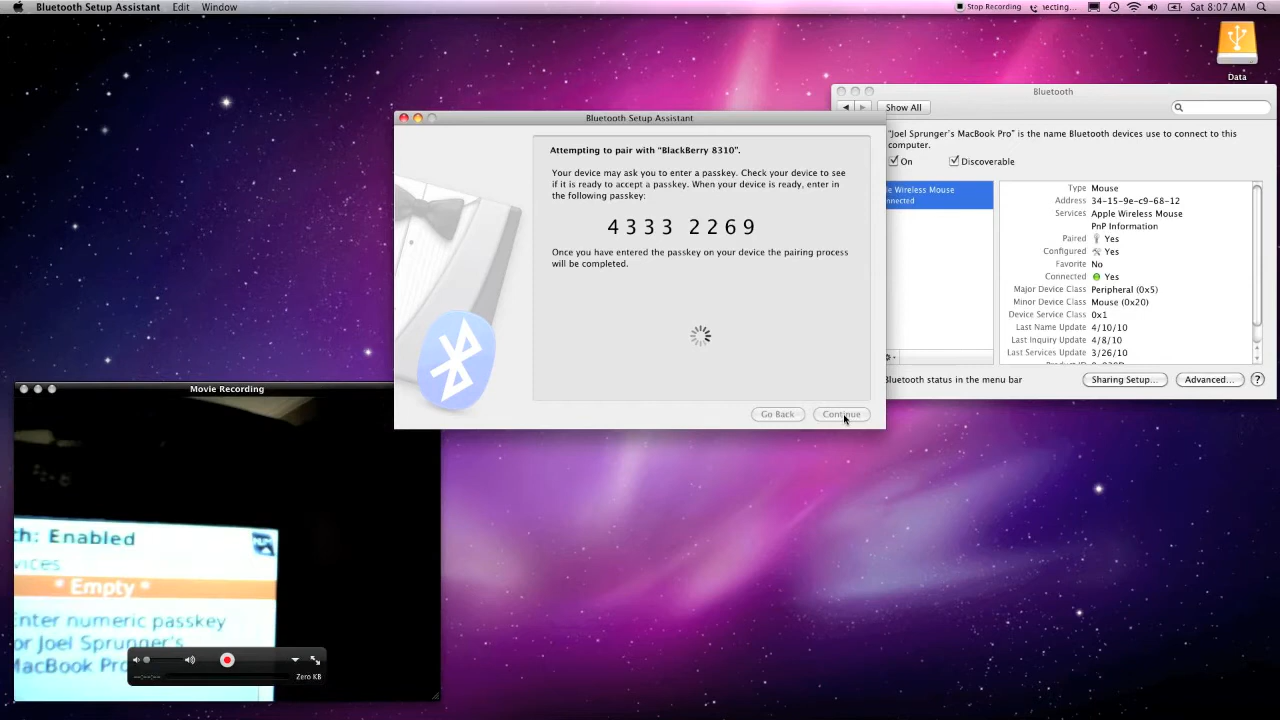 Bluetooth Setup Assistant Edit Window
Stop Recording
Sat 8:07 AM
Data
Bluetooth
Show All
"Joel Sprunger's MacBook Pro" is the name Bluetooth devices use to connect to this
computer.
On Discoverable
Wireless Mouse
Type Mouse
Address 34-15-9e-c9-68-12
Services Apple Wireless Mouse
PnP Information
Paired Yes
Configured Yes
Favorite No
Connected Yes
Major Device Class Peripheral (0x5)
Minor Device Class Mouse (0x20)
Device Service Class 0x1
Last Name Update 4/10/10
Last Inquiry Update 4/8/10
Last Services Update 3/26/10
Bluetooth status in the menu bar
Sharing Setup... Advanced... ?
Bluetooth Setup Assistant
Attempting to pair with "BlackBerry 8310".
Your device may ask you to enter a passkey. Check your device to see
if it is ready to accept a passkey. When your device is ready, enter in
the following passkey:
4333 2269
Once you have entered the passkey on your device the pairing process
will be completed.
Go Back Continue
Movie Recording
th: Enabled
vices
* Empty *
Enter numeric passkey
or Joel Sprunger's
MacBook Pro
--:--:-- Zero KB